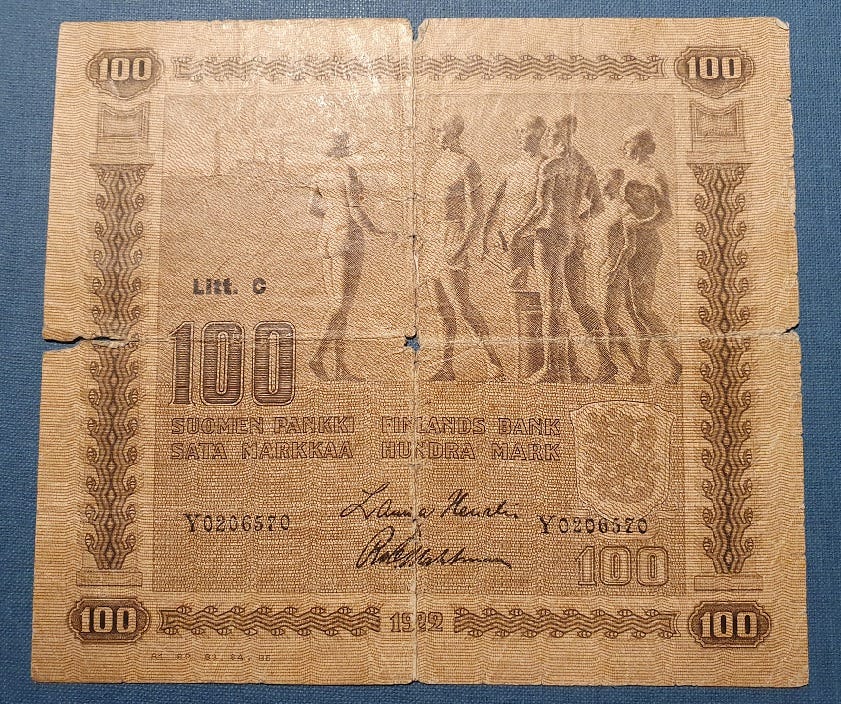 100 100
Litt. C
100
SUOMEN PANKKI FINLANDS BANK
SATA MARKKAA HUNDRA MARK
Y0206570 Y0206570
100
100 1922 100